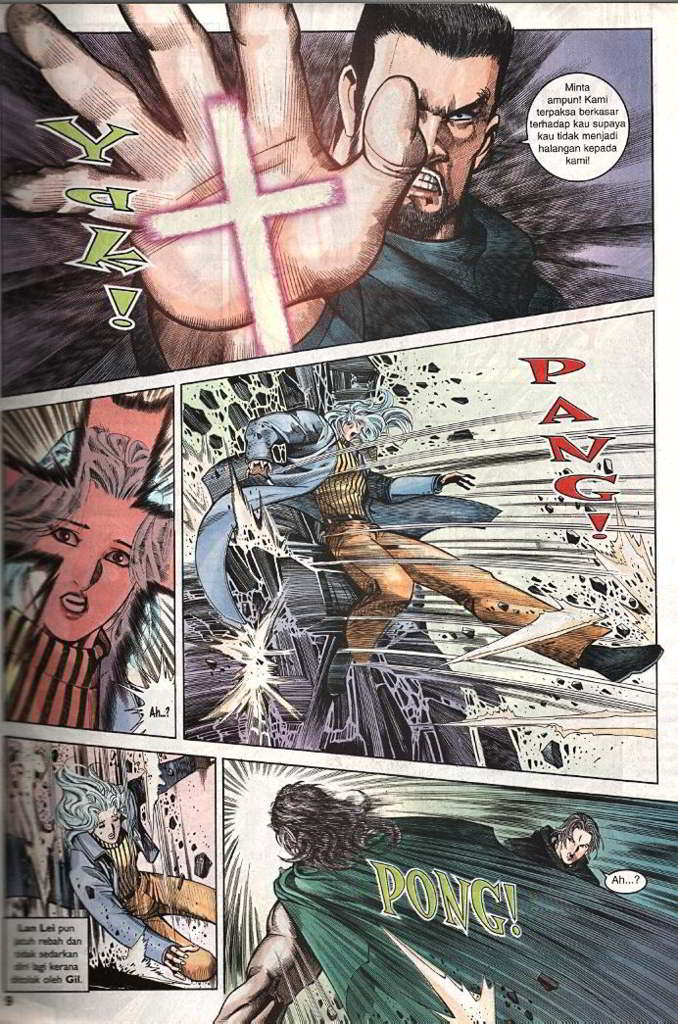 Minta
ampun! Kami
terpaksa berkasar
terhadap kau supaya
kau tidak menjadi
halangan kepada
kami!
Yak!
PANG!
Ah...?
Lan Lei pun
jatuh rebah dan
tidak sedarkan
diri lagi kerana
ditolak oleh Gil.
PONG!
Ah...?
9